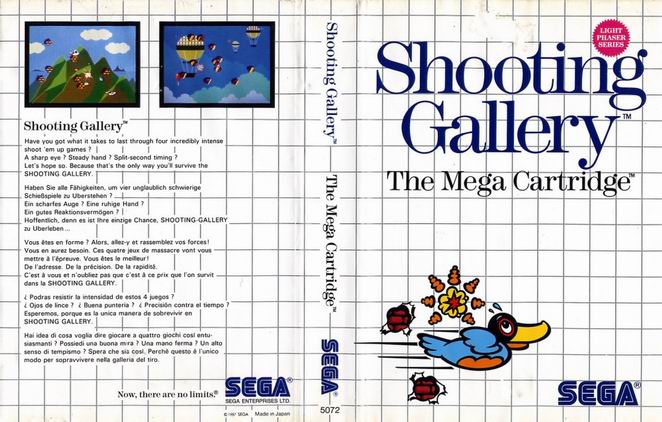 Shooting Gallery™
Have you got what it takes to last through four incredibly intense
shoot 'em up games ?
A sharp eye ? Steady hand ? Split-second timing ?
Let's hope so. Because that's the only way you'll survive the
SHOOTING GALLERY.
Haben Sie alle Fähigkeiten, um vier unglaublich schwierige
Schießspiele zu Uberstehen ? ...
Ein scharfes Auge ? Eine ruhige Hand ?
Ein gutes Reaktionsvermögen ?
Hoffentlich, denn es ist Ihre einzige Chance, SHOOTING-GALLERY
zu Uberleben ...
Vous êtes en forme ? Alors, allez-y et rassemblez vos forces!
Vous en aurez besoin. Ces quatre jeux de massacre vont vous
mettre à l'épreuve. Vous êtes le meilleur!
De l'adresse. De la précision. De la rapidité.
C'est à vous et n'oubliez pas que c'est à ce prix que l'on survit
dans la SHOOTING GALLERY.
¿ Podras resistir la intensidad de estos 4 juegos ?
¿ Ojos de lince ? ¿ Buena punteria ? ¿ Precisión contra el tiempo ?
Esperemos, porque es la unica manera de sobrevivir en
SHOOTING GALLERY.
Hai idea di cosa voglia dire giocare a quattro giochi così entu-
siasmanti ? Possiedi una buona mira ? Una mano ferma ? Un alto
senso di tempismo ? Spera che sia così. Perchè questo è l'unico
modo per sopravvivere nella galleria del tiro.
Now, there are no limits.®
SEGA®
SEGA ENTERPRISES LTD.
©1987 SEGA Made in Japan
Shooting Gallery™ The Mega Cartridge™
SEGA®
5072
LIGHT
PHASER
SERIES
Shooting
Gallery™
The Mega Cartridge™
SEGA®